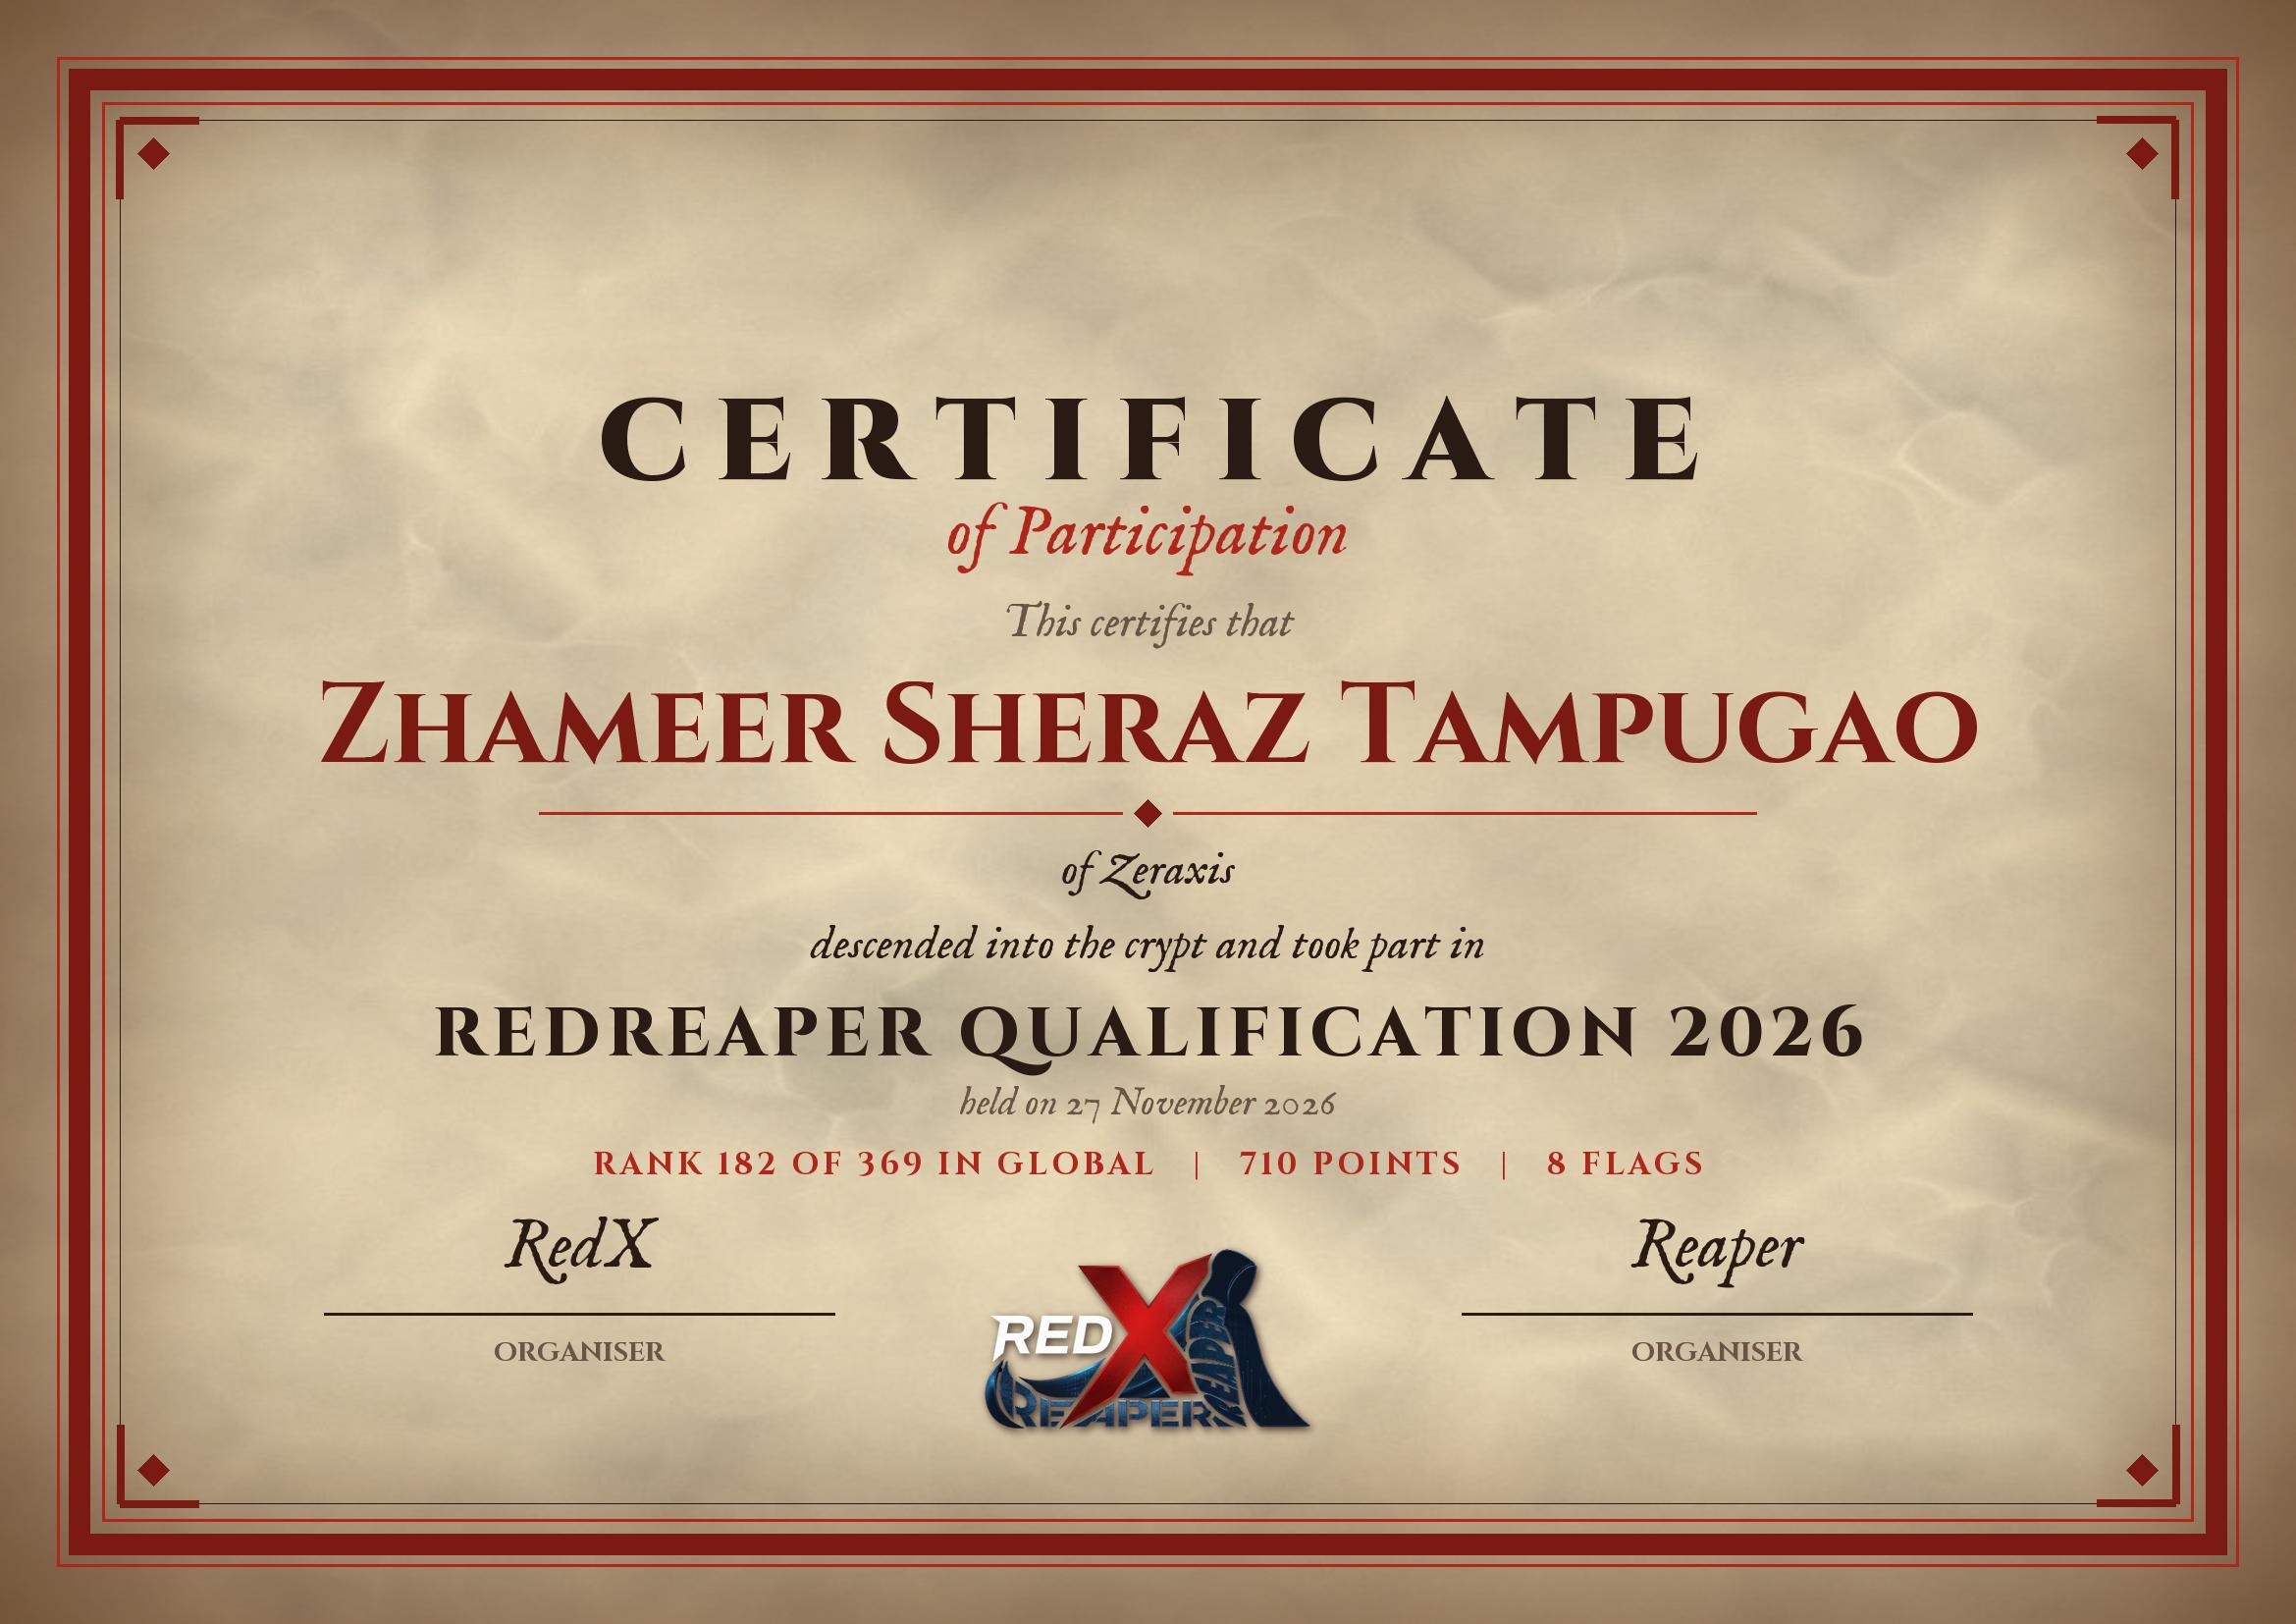 CERTIFICATE
of Participation
This certifies that
ZHAMEER SHERAZ TAMPUGAO
of Zeraxis
descended into the crypt and took part in
REDREAPER QUALIFICATION 2026
held on 27 November 2026
RANK 182 OF 369 IN GLOBAL | 710 POINTS | 8 FLAGS
RedX
Reaper
ORGANISER
ORGANISER
RED X
REAPER
REAPER